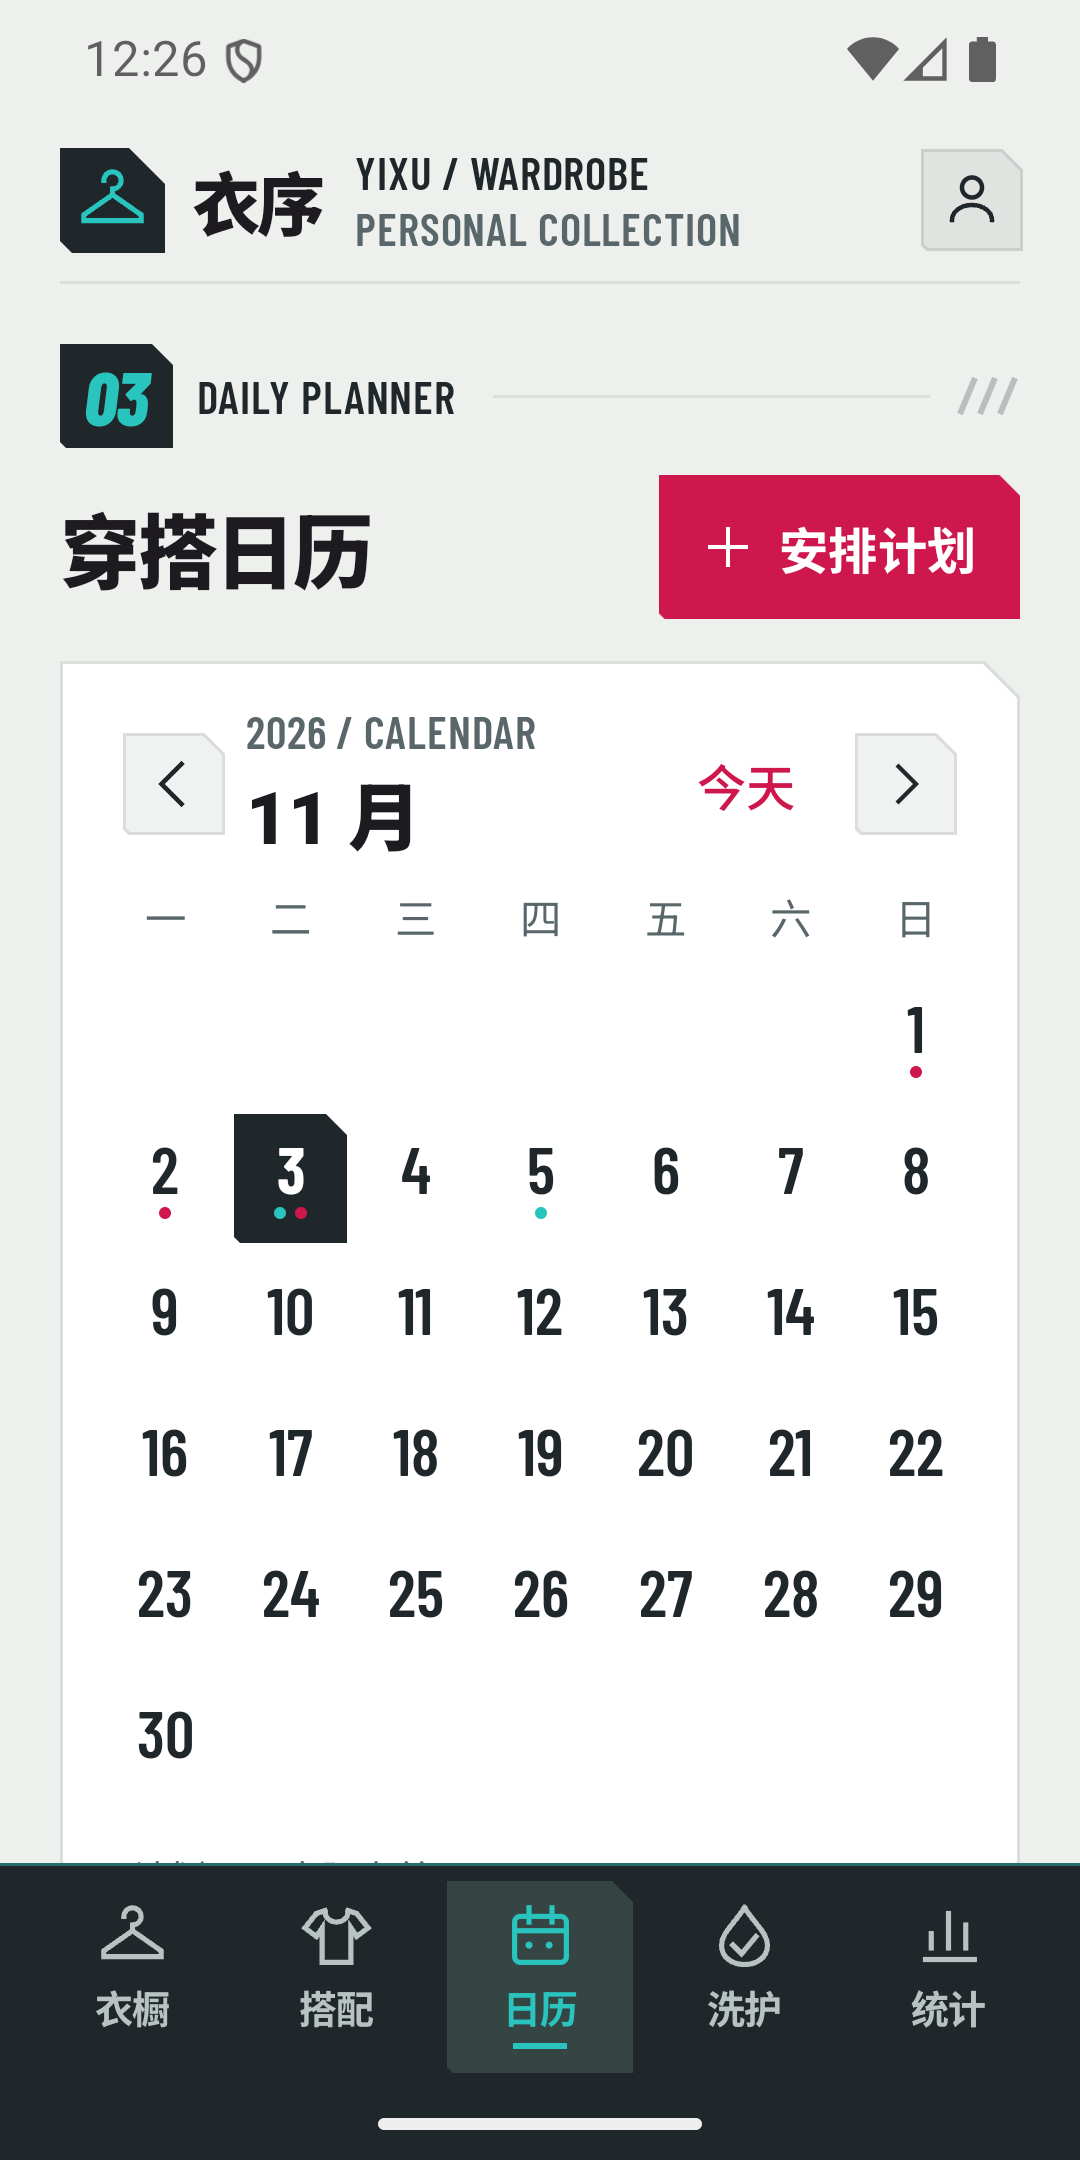 12:26
衣序
YIXU / WARDROBE
PERSONAL COLLECTION
03 DAILY PLANNER
穿搭日历
安排计划
2026 / CALENDAR
11 月
今天
一 二 三 四 五 六 日
1
2 3 4 5 6 7 8
9 10 11 12 13 14 15
16 17 18 19 20 21 22
23 24 25 26 27 28 29
30
衣橱 搭配 日历 洗护 统计